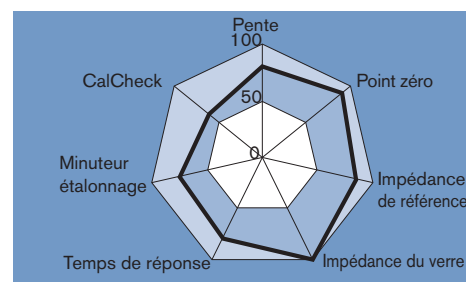 Pente
100
CalCheck
Point zéro
50
0
Minuteur
étalonnage
Impédance
de référence
Temps de réponse
Impédance du verre